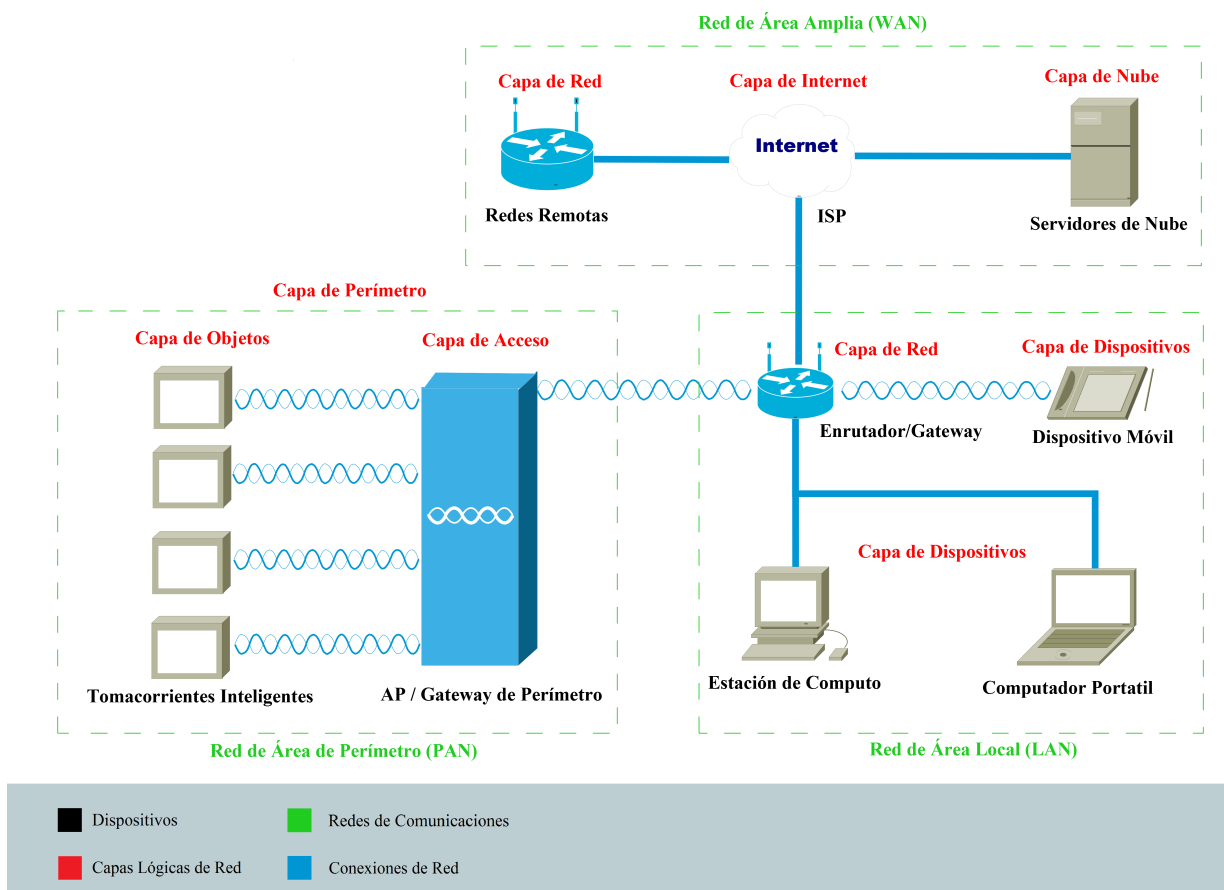 Red de Área Amplia (WAN)
Capa de Red
Capa de Internet
Capa de Nube
Internet
Redes Remotas
ISP
Servidores de Nube
Capa de Perímetro
Capa de Objetos
Capa de Acceso
Tomacorrientes Inteligentes
AP / Gateway de Perímetro
Red de Área de Perímetro (PAN)
Capa de Red
Capa de Dispositivos
Enrutador/Gateway
Dispositivo Móvil
Capa de Dispositivos
Estación de Computo
Computador Portatil
Red de Área Local (LAN)
Dispositivos
Redes de Comunicaciones
Capas Lógicas de Red
Conexiones de Red